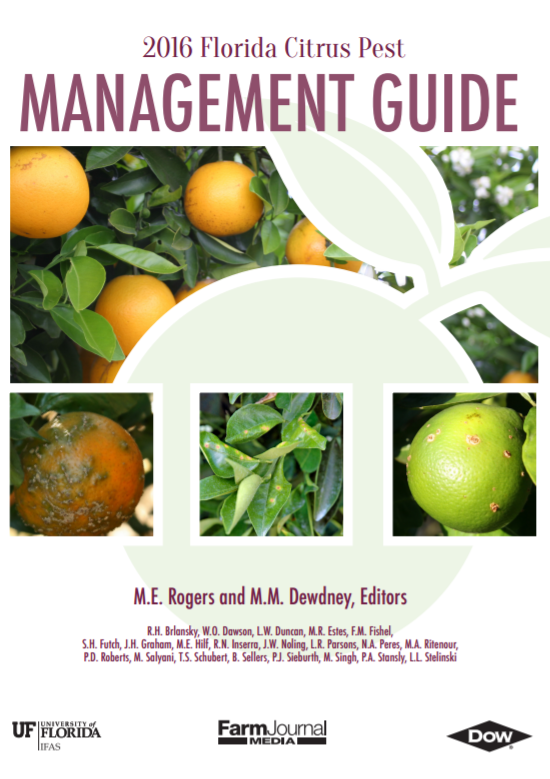 2016 Florida Citrus Pest
MANAGEMENT GUIDE
M.E. Rogers and M.M. Dewdney, Editors
R.H. Brlansky, W.O. Dawson, L.W. Duncan, M.R. Estes, F.M. Fishel,
S.H. Futch, J.H. Graham, M.E. Hilf, R.N. Inserra, J.W. Noling, L.R. Parsons, N.A. Peres, M.A. Ritenour,
P.D. Roberts, M. Salyani, T.S. Schubert, B. Sellers, P.J. Sieburth, M. Singh, P.A. Stansly, L.L. Stelinski
UF UNIVERSITY of
FLORIDA
IFAS
FarmJournal
MEDIA
Dow